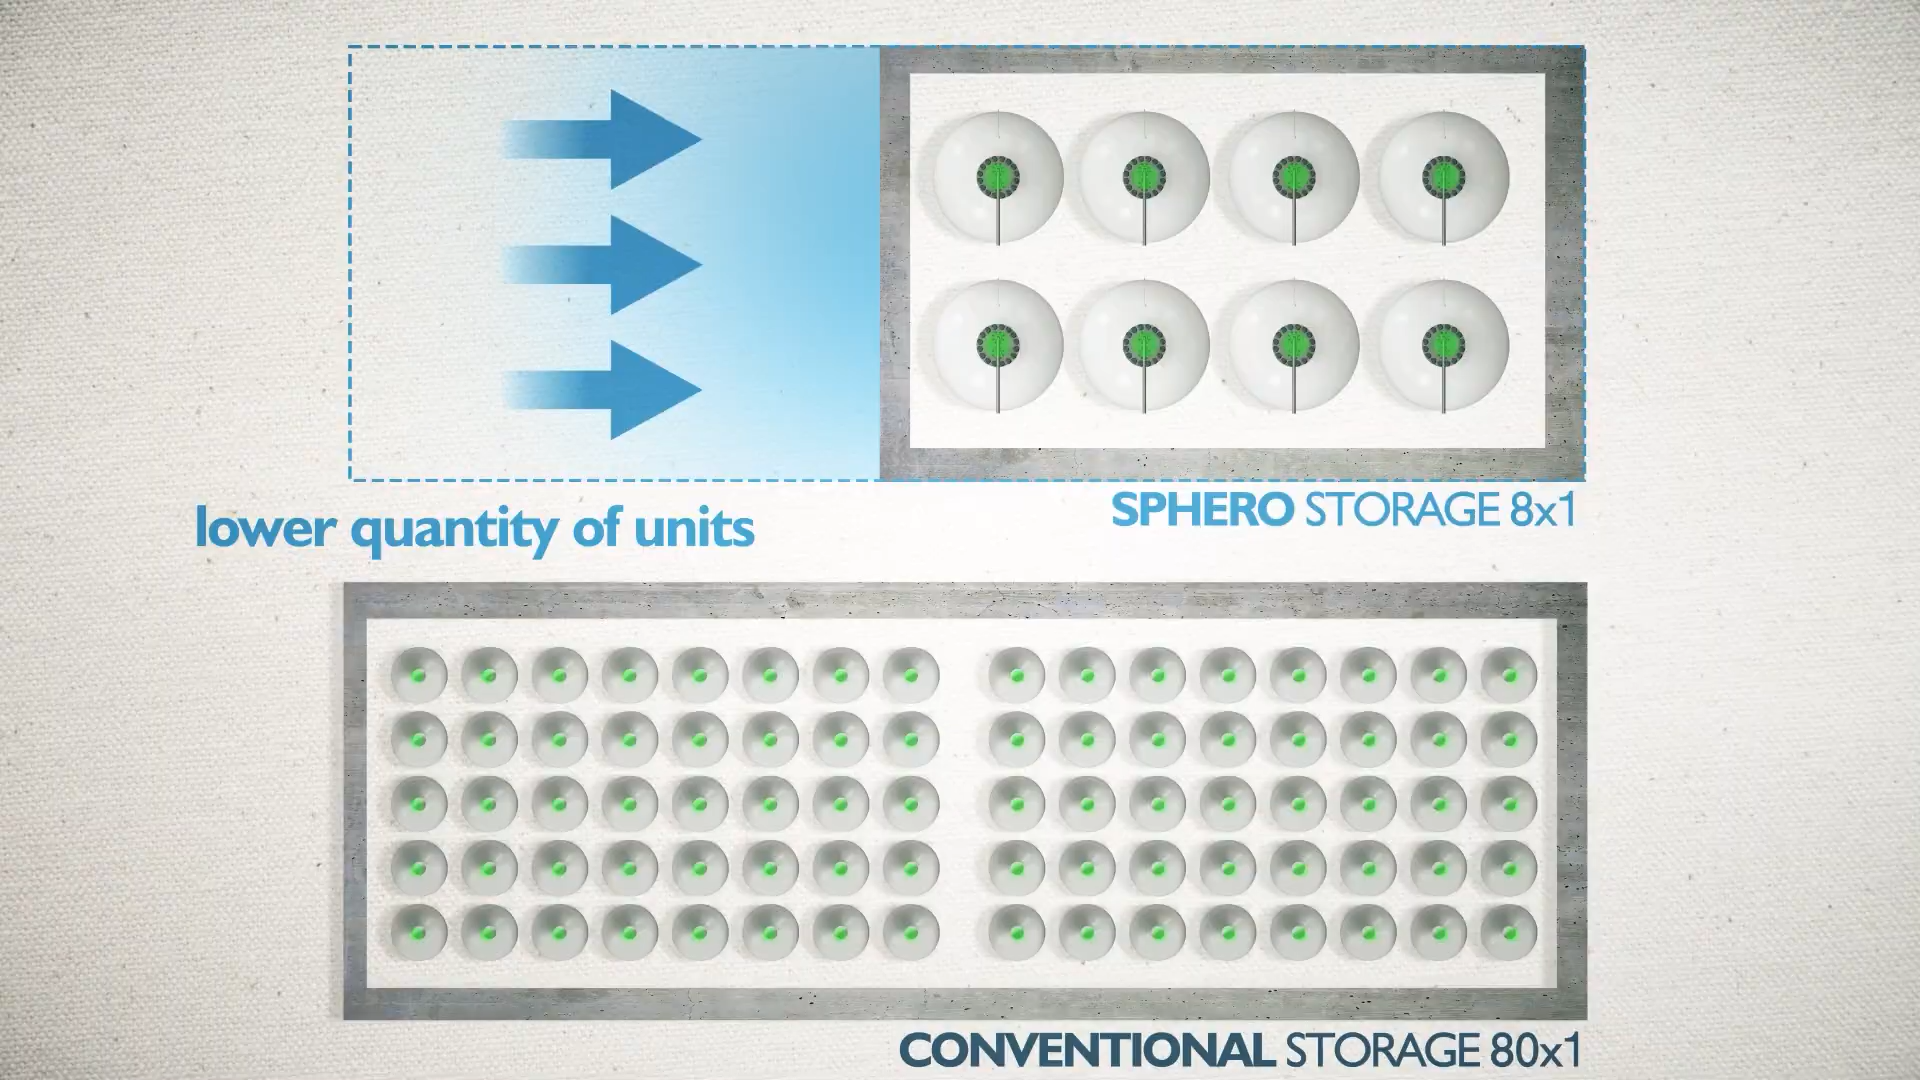 lower quantity of units
SPHERO STORAGE 8x1
CONVENTIONAL STORAGE 80x1